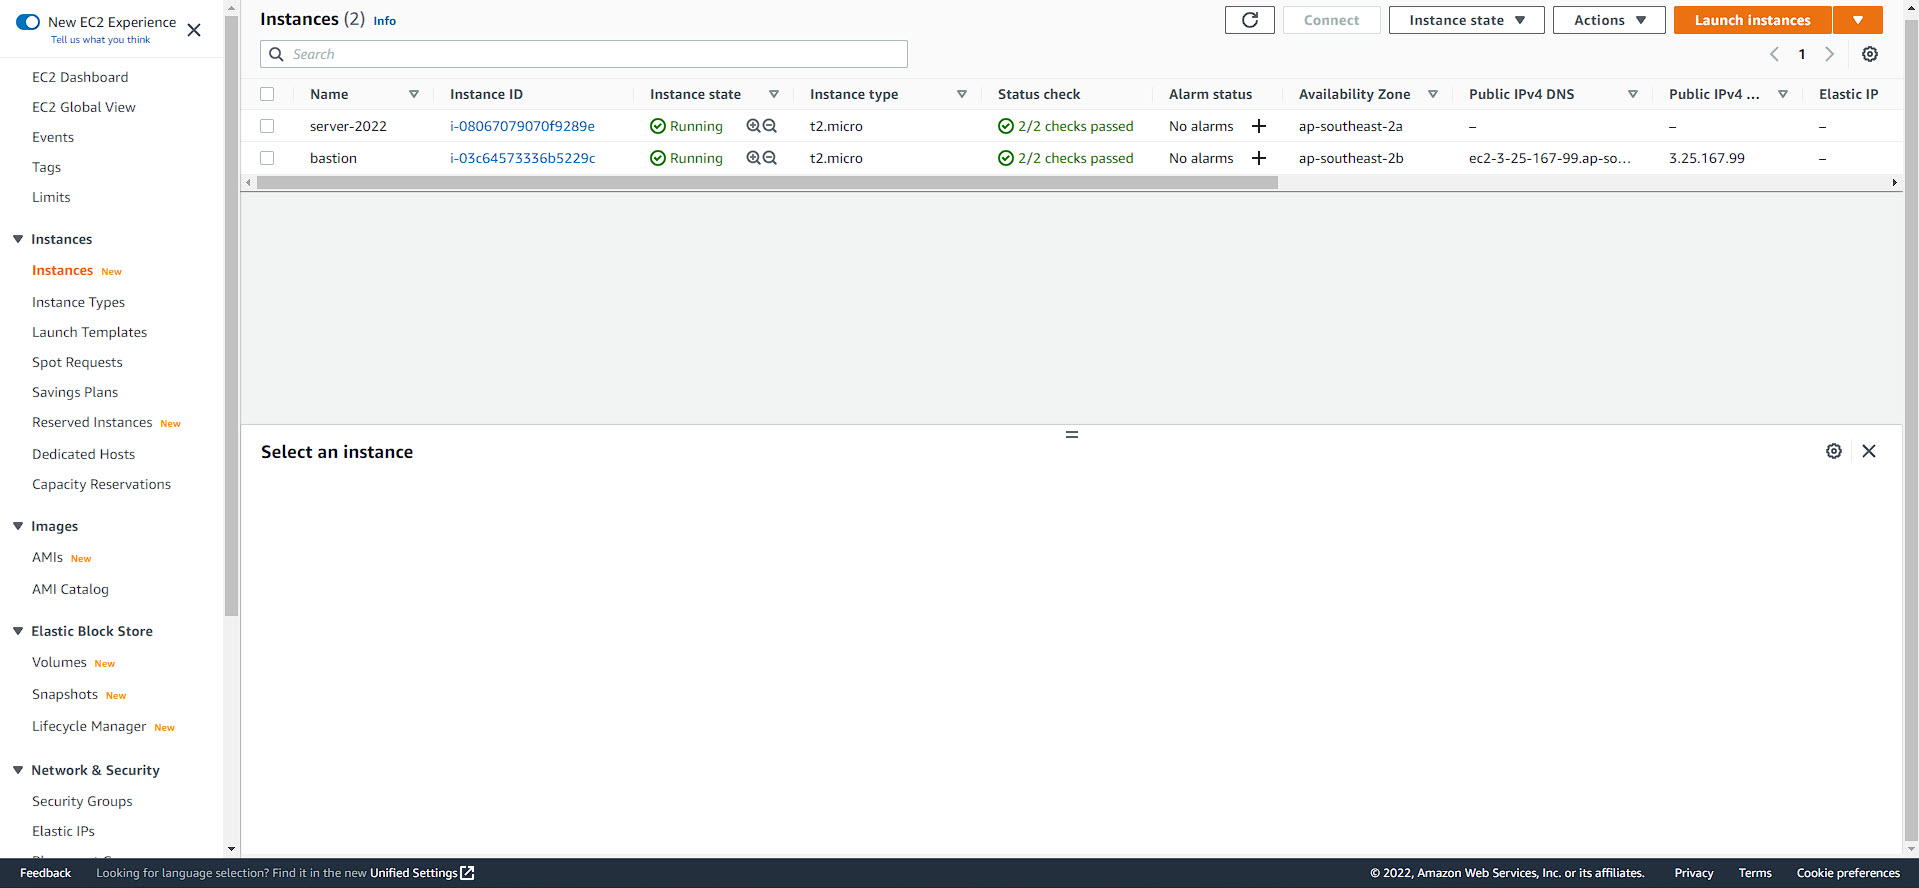 New EC2 Experience
Tell us what you think
EC2 Dashboard
EC2 Global View
Events
Tags
Limits
Instances
Instances New
Instance Types
Launch Templates
Spot Requests
Savings Plans
Reserved Instances New
Dedicated Hosts
Capacity Reservations
Images
AMIs New
AMI Catalog
Elastic Block Store
Volumes New
Snapshots New
Lifecycle Manager New
Network & Security
Security Groups
Elastic IPs
Instances (2) Info
Connect Instance state Actions Launch instances
Search
1
Name Instance ID Instance state Instance type Status check Alarm status Availability Zone Public IPv4 DNS Public IPv4 ... Elastic IP
server-2022 i-08067079070f9289e Running t2.micro 2/2 checks passed No alarms + ap-southeast-2a – – –
bastion i-03c64573336b5229c Running t2.micro 2/2 checks passed No alarms + ap-southeast-2b ec2-3-25-167-99.ap-so... 3.25.167.99 –
Select an instance
Feedback Looking for language selection? Find it in the new Unified Settings © 2022, Amazon Web Services, Inc. or its affiliates. Privacy Terms Cookie preferences